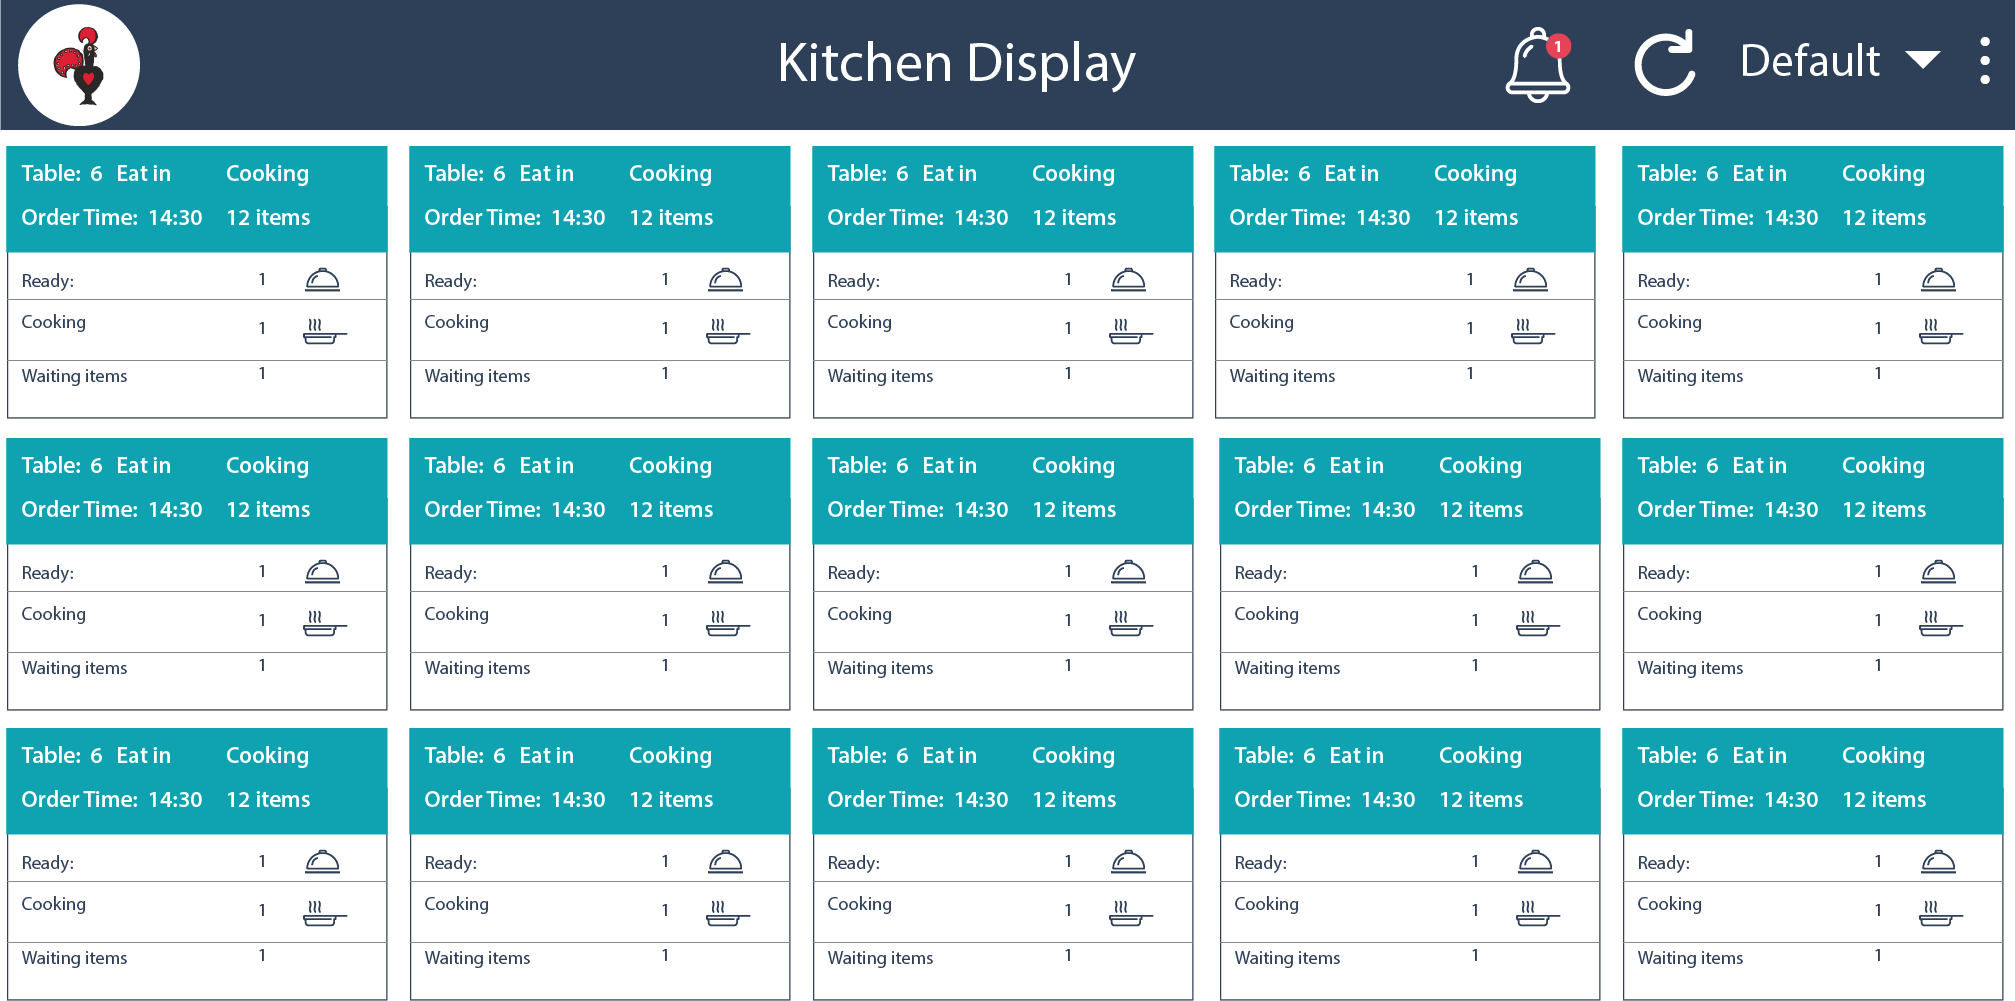 Kitchen Display
1
Default
Table: 6 Eat in Cooking
Order Time: 14:30 12 items
Ready: 1
Cooking 1
Waiting items 1
Table: 6 Eat in Cooking
Order Time: 14:30 12 items
Ready: 1
Cooking 1
Waiting items 1
Table: 6 Eat in Cooking
Order Time: 14:30 12 items
Ready: 1
Cooking 1
Waiting items 1
Table: 6 Eat in Cooking
Order Time: 14:30 12 items
Ready: 1
Cooking 1
Waiting items 1
Table: 6 Eat in Cooking
Order Time: 14:30 12 items
Ready: 1
Cooking 1
Waiting items 1
Table: 6 Eat in Cooking
Order Time: 14:30 12 items
Ready: 1
Cooking 1
Waiting items 1
Table: 6 Eat in Cooking
Order Time: 14:30 12 items
Ready: 1
Cooking 1
Waiting items 1
Table: 6 Eat in Cooking
Order Time: 14:30 12 items
Ready: 1
Cooking 1
Waiting items 1
Table: 6 Eat in Cooking
Order Time: 14:30 12 items
Ready: 1
Cooking 1
Waiting items 1
Table: 6 Eat in Cooking
Order Time: 14:30 12 items
Ready: 1
Cooking 1
Waiting items 1
Table: 6 Eat in Cooking
Order Time: 14:30 12 items
Ready: 1
Cooking 1
Waiting items 1
Table: 6 Eat in Cooking
Order Time: 14:30 12 items
Ready: 1
Cooking 1
Waiting items 1
Table: 6 Eat in Cooking
Order Time: 14:30 12 items
Ready: 1
Cooking 1
Waiting items 1
Table: 6 Eat in Cooking
Order Time: 14:30 12 items
Ready: 1
Cooking 1
Waiting items 1
Table: 6 Eat in Cooking
Order Time: 14:30 12 items
Ready: 1
Cooking 1
Waiting items 1